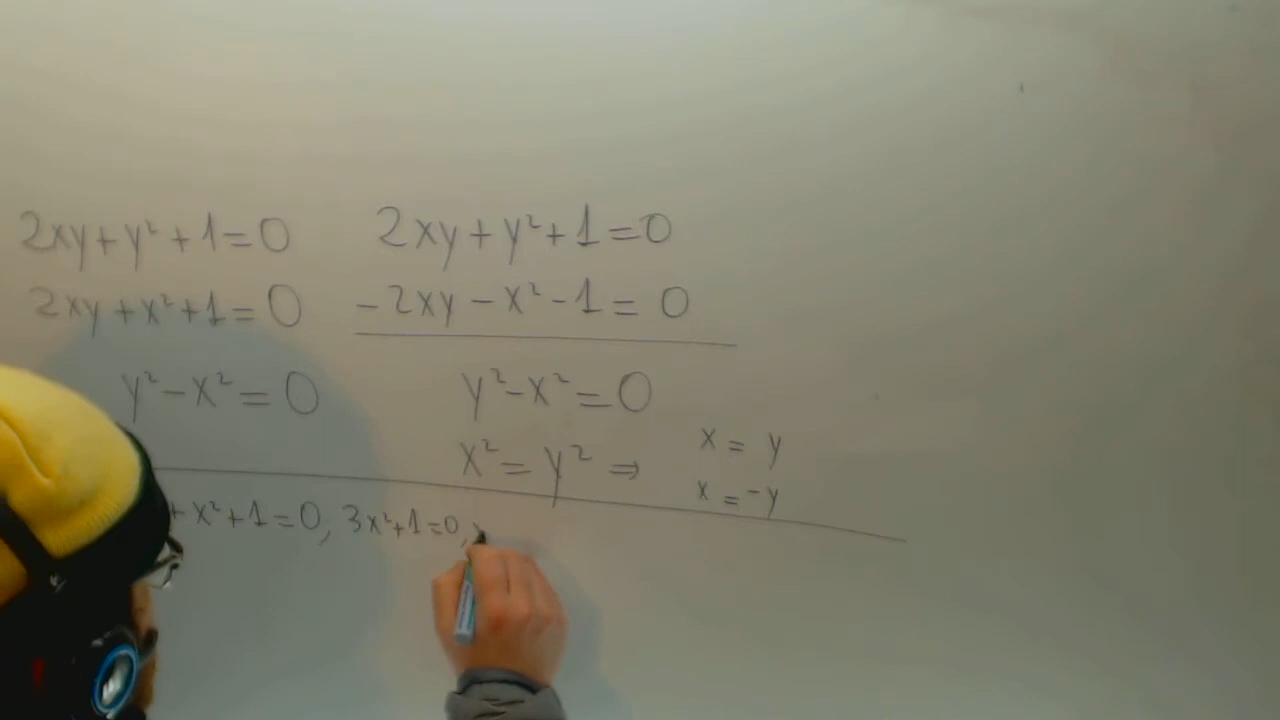 2xy+y²+1=0
2xy+x²+1=0
y²-x²=0
2xy+y²+1=0
-2xy-x²-1=0
y²-x²=0
x²=y² ⇒ x=y
x=-y
+x²+1=0, 3x²+1=0,